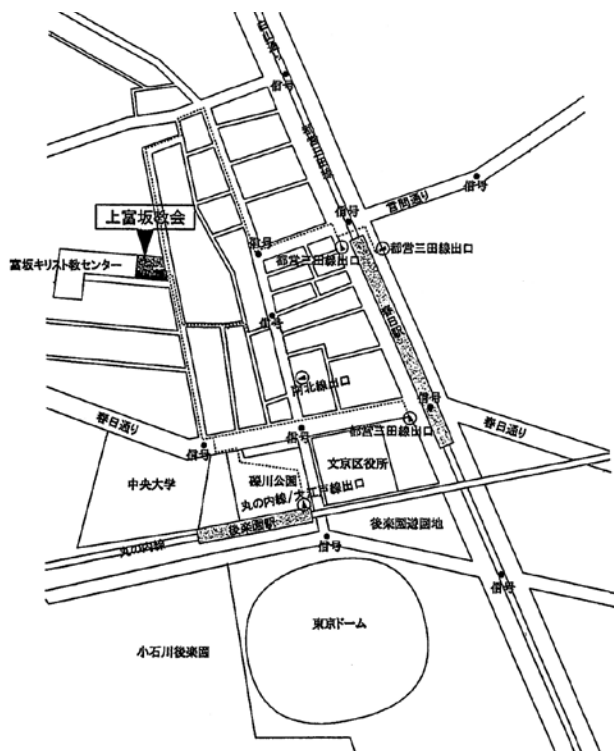 白山通り
信号
都営三田線
信号
言問通り
信号
上富坂教会
富坂キリスト教センター
信号
都営三田線出口
都営三田線出口
春日駅
信号
南北線出口
春日通り
信号
信号
都営三田線出口
信号
春日通り
中央大学
礫川公園
文京区役所
丸の内線/大江戸線出口
後楽園駅
丸の内線
信号
後楽園遊園地
信号
小石川後楽園
東京ドーム